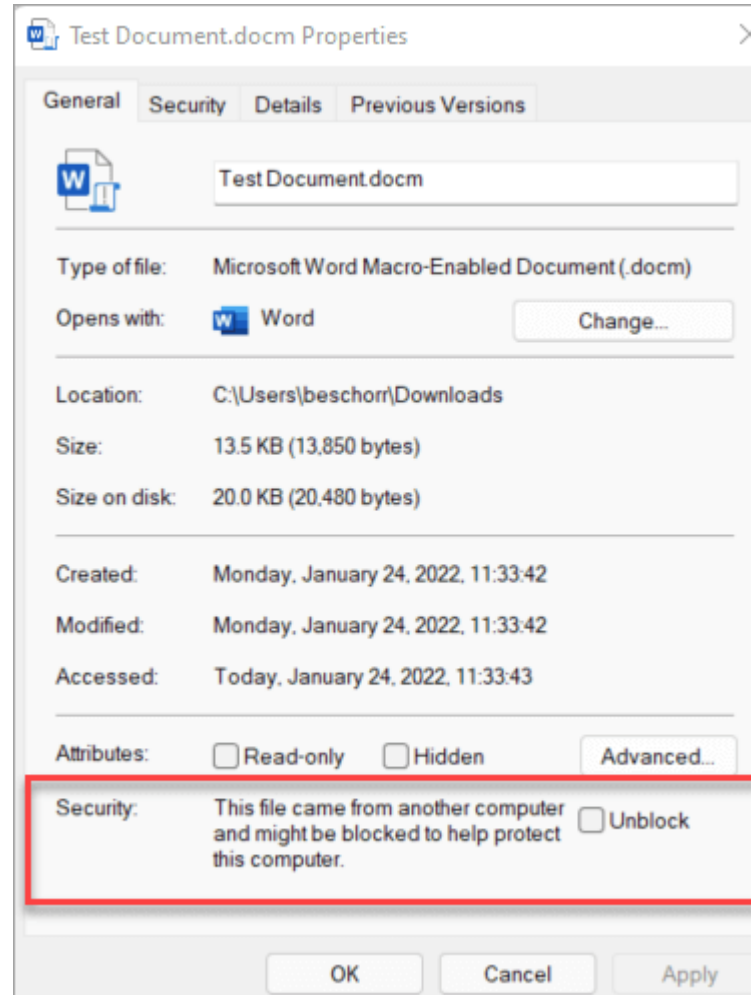 Test Document.docm Properties
General Security Details Previous Versions
Test Document.docm
Type of file: Microsoft Word Macro-Enabled Document (.docm)
Opens with: Word Change...
Location: C:\Users\beschorr\Downloads
Size: 13.5 KB (13,850 bytes)
Size on disk: 20.0 KB (20,480 bytes)
Created: Monday, January 24, 2022, 11:33:42
Modified: Monday, January 24, 2022, 11:33:42
Accessed: Today, January 24, 2022, 11:33:43
Attributes: Read-only Hidden Advanced...
Security: This file came from another computer Unblock
and might be blocked to help protect
this computer.
OK Cancel Apply